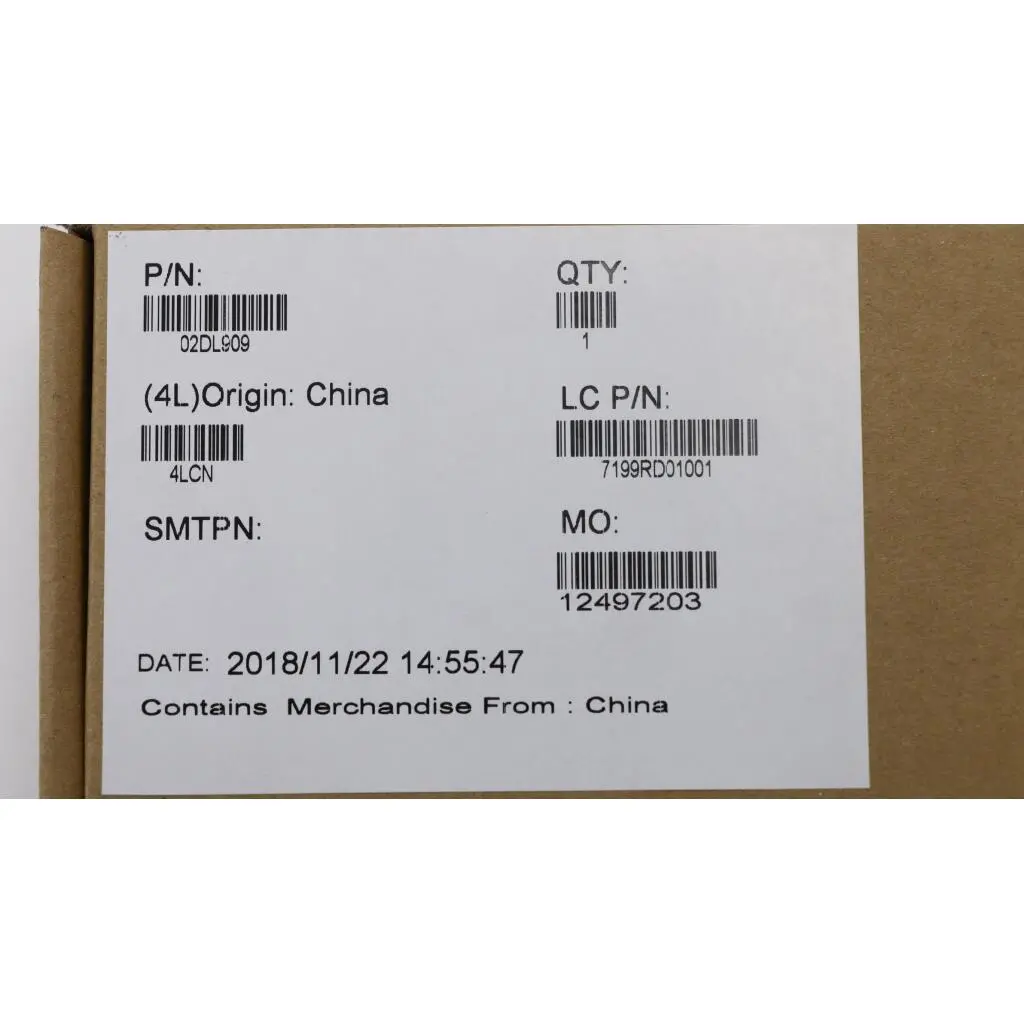 P/N:
02DL909
QTY:
1
(4L)Origin: China
4LCN
LC P/N:
7199RD01001
SMTPN:
MO:
12497203
DATE: 2018/11/22 14:55:47
Contains Merchandise From : China